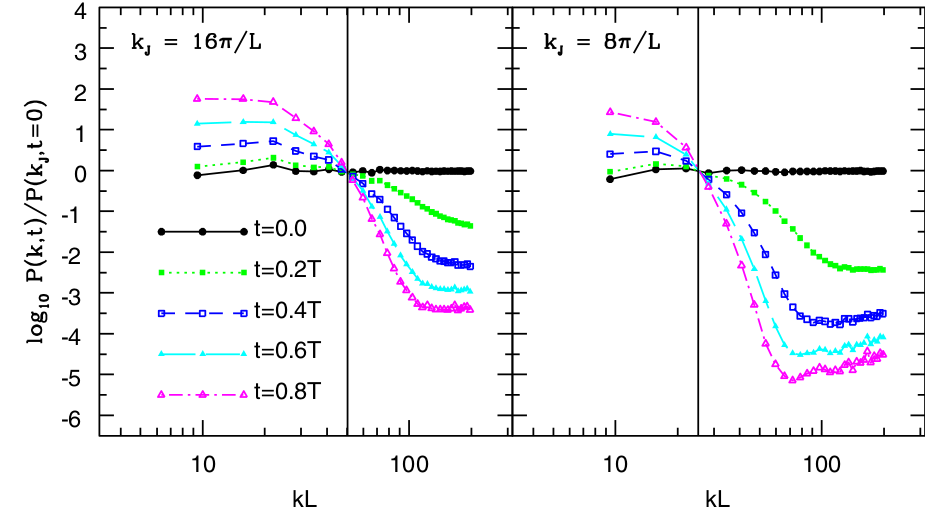 k_J = 16π/L
k_J = 8π/L
log₁₀ P(k,t)/P(k_J,t=0)
4
3
2
1
0
-1
-2
-3
-4
-5
-6
t=0.0
t=0.2T
t=0.4T
t=0.6T
t=0.8T
10
100
10
100
kL
kL